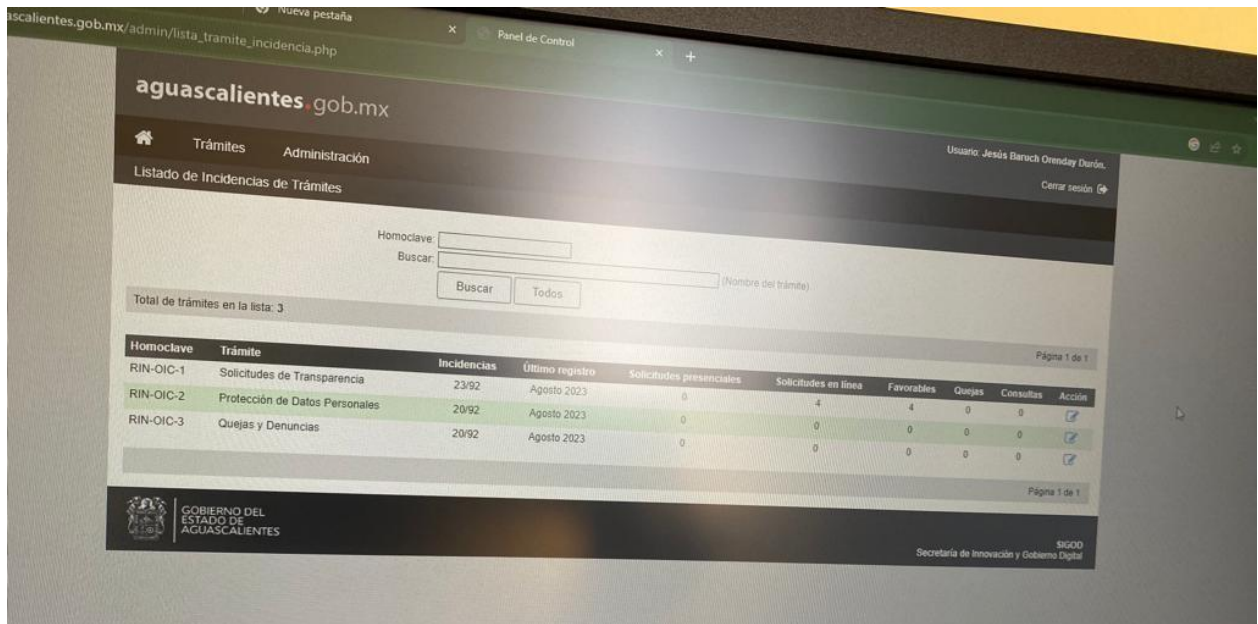 Nueva pestaña
Panel de Control
ascalientes.gob.mx/admin/lista_tramite_incidencia.php
aguascalientes.gob.mx
Usuario: Jesús Baruch Orenday Durón.
Trámites Administración
Cerrar sesión
Listado de Incidencias de Trámites
Homoclave:
Buscar: (Nombre del trámite)
Buscar Todos
Total de trámites en la lista: 3
Página 1 de 1
Homoclave Trámite Incidencias Último registro Solicitudes presenciales Solicitudes en línea Favorables Quejas Consultas Acción
RIN-OIC-1 Solicitudes de Transparencia 23/92 Agosto 2023 0 4 4 0 0
RIN-OIC-2 Protección de Datos Personales 20/92 Agosto 2023 0 0 0 0 0
RIN-OIC-3 Quejas y Denuncias 20/92 Agosto 2023 0 0 0 0 0
Página 1 de 1
GOBIERNO DEL
ESTADO DE
AGUASCALIENTES
SIGOD
Secretaría de Innovación y Gobierno Digital